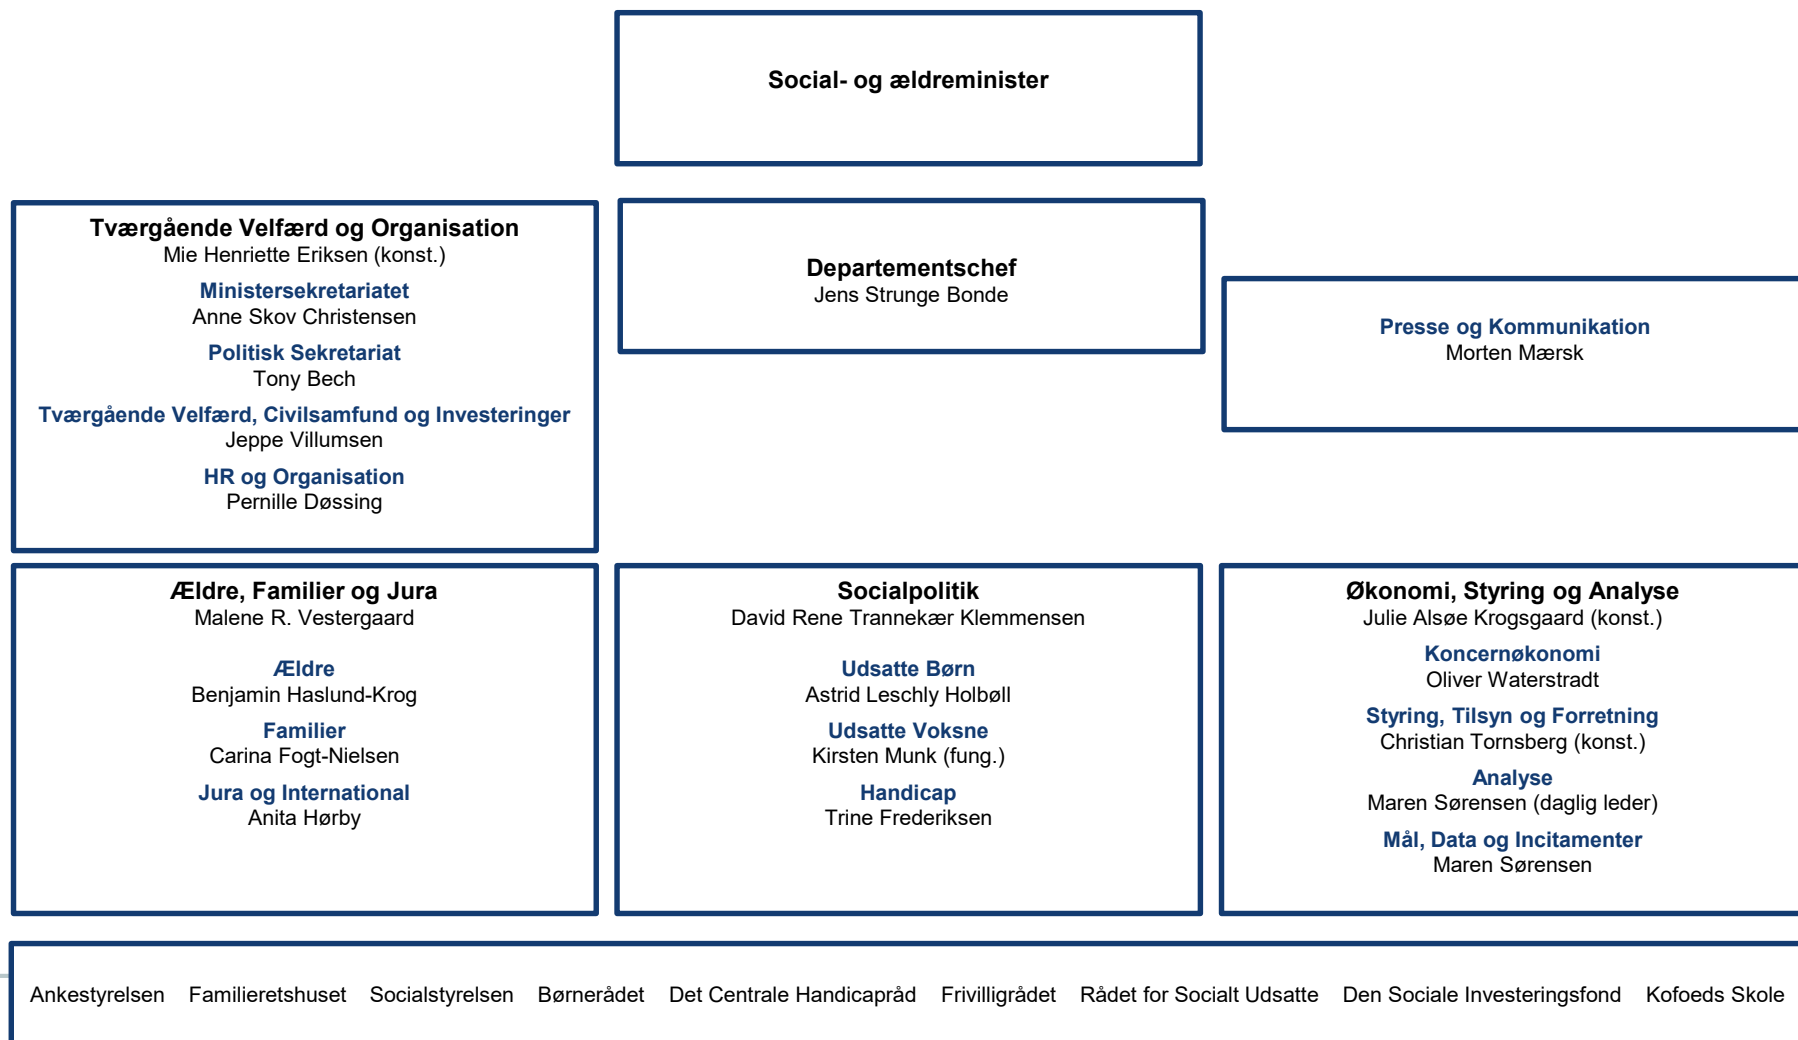 Social- og ældreminister
Tværgående Velfærd og Organisation
Mie Henriette Eriksen (konst.)
Ministersekretariatet
Anne Skov Christensen
Politisk Sekretariat
Tony Bech
Tværgående Velfærd, Civilsamfund og Investeringer
Jeppe Villumsen
HR og Organisation
Pernille Døssing
Departementschef
Jens Strunge Bonde
Presse og Kommunikation
Morten Mærsk
Ældre, Familier og Jura
Malene R. Vestergaard
Ældre
Benjamin Haslund-Krog
Familier
Carina Fogt-Nielsen
Jura og International
Anita Hørby
Socialpolitik
David Rene Trannekær Klemmensen
Udsatte Børn
Astrid Leschly Holbøll
Udsatte Voksne
Kirsten Munk (fung.)
Handicap
Trine Frederiksen
Økonomi, Styring og Analyse
Julie Alsøe Krogsgaard (konst.)
Koncernøkonomi
Oliver Waterstradt
Styring, Tilsyn og Forretning
Christian Tornsberg (konst.)
Analyse
Maren Sørensen (daglig leder)
Mål, Data og Incitamenter
Maren Sørensen
Ankestyrelsen Familieretshuset Socialstyrelsen Børnerådet Det Centrale Handicapråd Frivilligrådet Rådet for Socialt Udsatte Den Sociale Investeringsfond Kofoeds Skole